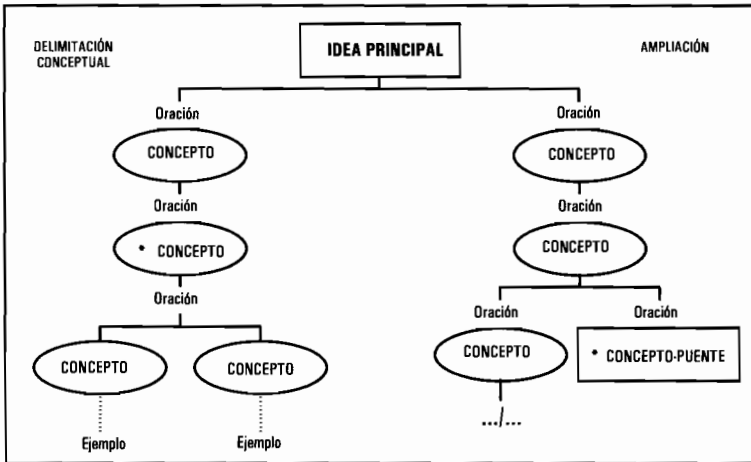 DELIMITACIÓN
CONCEPTUAL
IDEA PRINCIPAL
AMPLIACIÓN
Oración
Oración
CONCEPTO
CONCEPTO
Oración
Oración
• CONCEPTO
CONCEPTO
Oración
Oración
Oración
CONCEPTO
CONCEPTO
CONCEPTO
• CONCEPTO-PUENTE
.../...
Ejemplo
Ejemplo